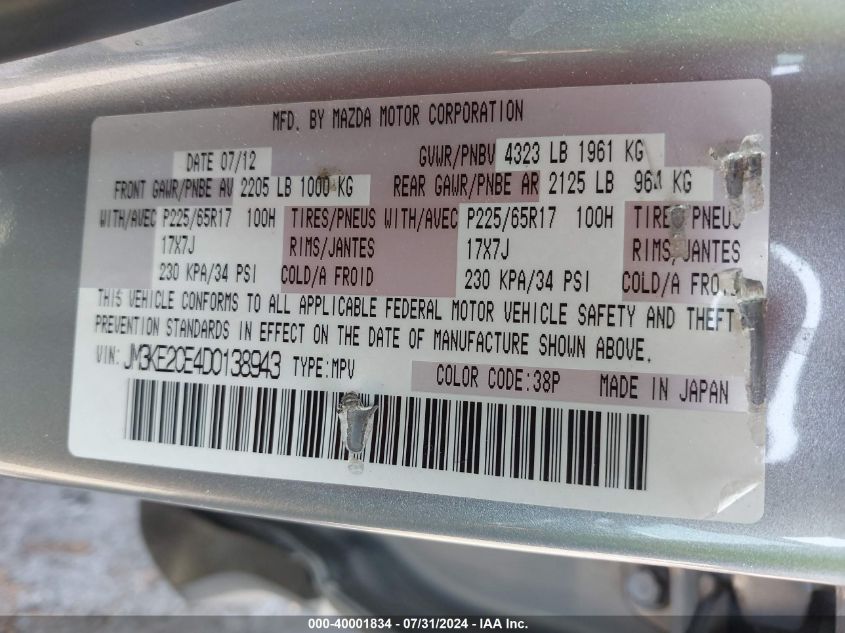 MFD. BY MAZDA MOTOR CORPORATION
DATE 07/12 GVWR/PNBV 4323 LB 1961 KG
FRONT GAWR/PNBE AV 2205 LB 1000 KG REAR GAWR/PNBE AR 2125 LB 964 KG
WITH/AVEC P225/65R17 100H TIRES/PNEUS WITH/AVEC P225/65R17 100H TIRES/PNEUS
17X7J RIMS/JANTES 17X7J RIMS/JANTES
230 KPA/34 PSI COLD/A FROID 230 KPA/34 PSI COLD/A FRO
THIS VEHICLE CONFORMS TO ALL APPLICABLE FEDERAL MOTOR VEHICLE SAFETY AND THEFT
PREVENTION STANDARDS IN EFFECT ON THE DATE OF MANUFACTURE SHOWN ABOVE.
VIN: JM3KE2CE4D0138943 TYPE:MPV COLOR CODE:38P MADE IN JAPAN
000-40001834 / 07/31/2024 - IAA Inc.